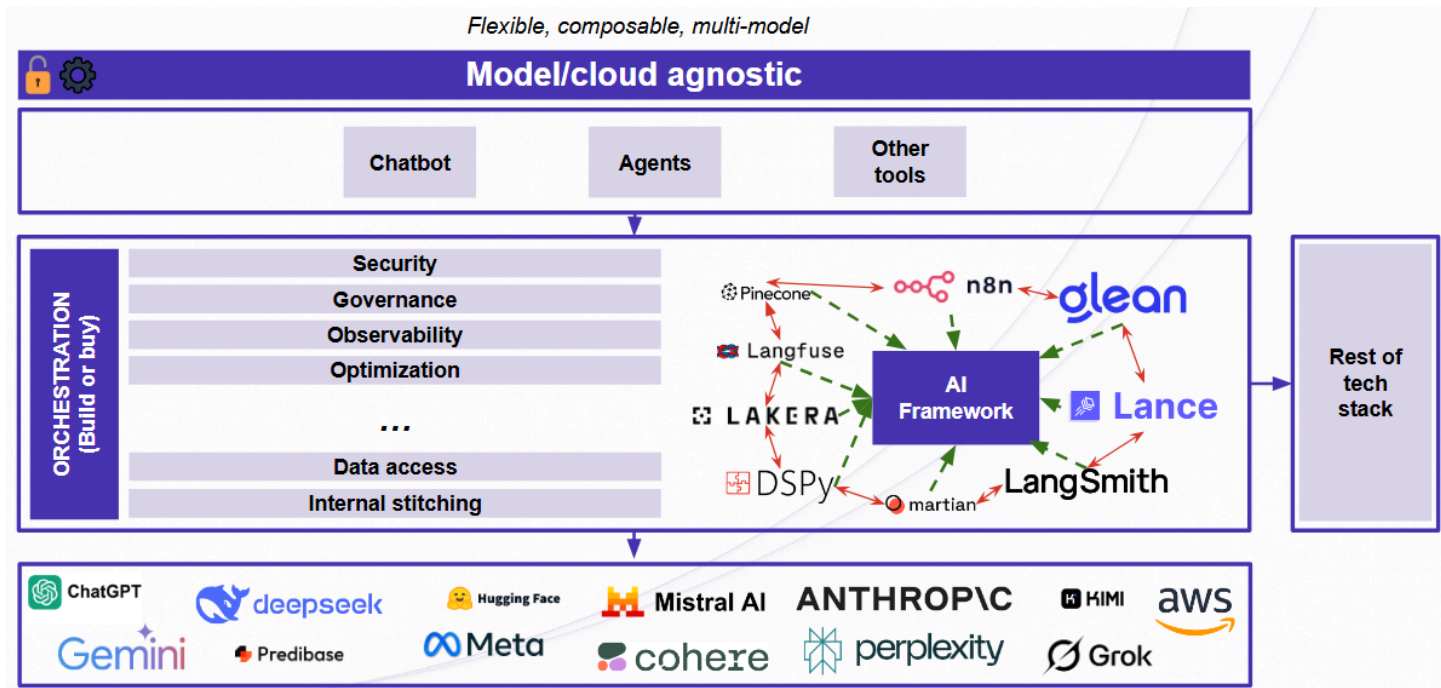 Flexible, composable, multi-model
Model/cloud agnostic
Chatbot
Agents
Other
tools
ORCHESTRATION
(Build or buy)
Security
Governance
Observability
Optimization
...
Data access
Internal stitching
Pinecone
n8n
glean
Langfuse
AI
Framework
LAKERA
Lance
DSPy
martian
LangSmith
Rest of
tech
stack
ChatGPT
deepseek
Hugging Face
Mistral AI
ANTHROP\C
KIMI
aws
Gemini
Predibase
Meta
cohere
perplexity
Grok